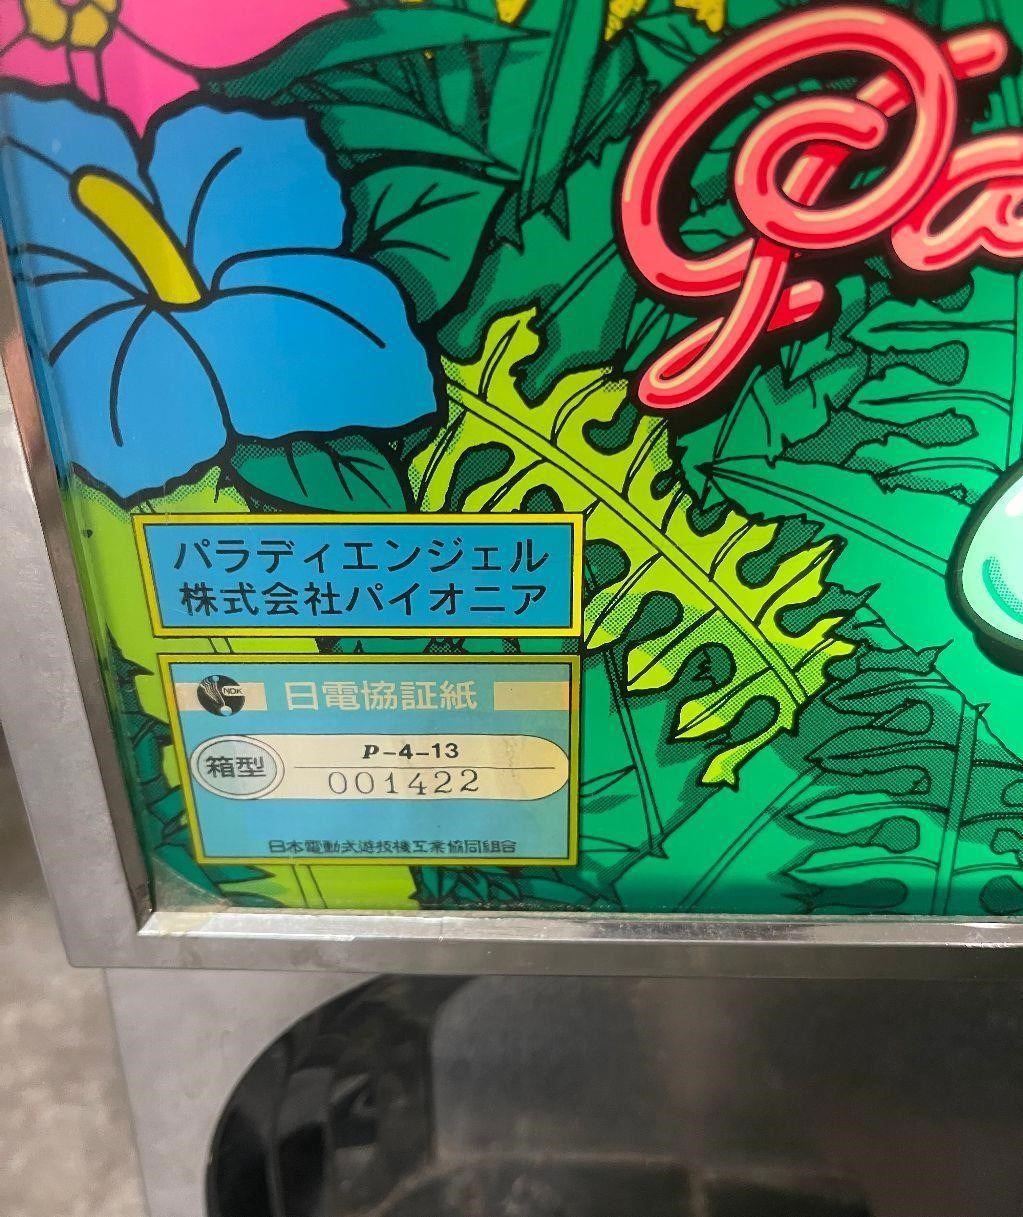 Pa
パラディエンジェル
株式会社パイオニア
NDK 日電協証紙
箱型
P-4-13
001422
日本電動式遊技機工業協同組合